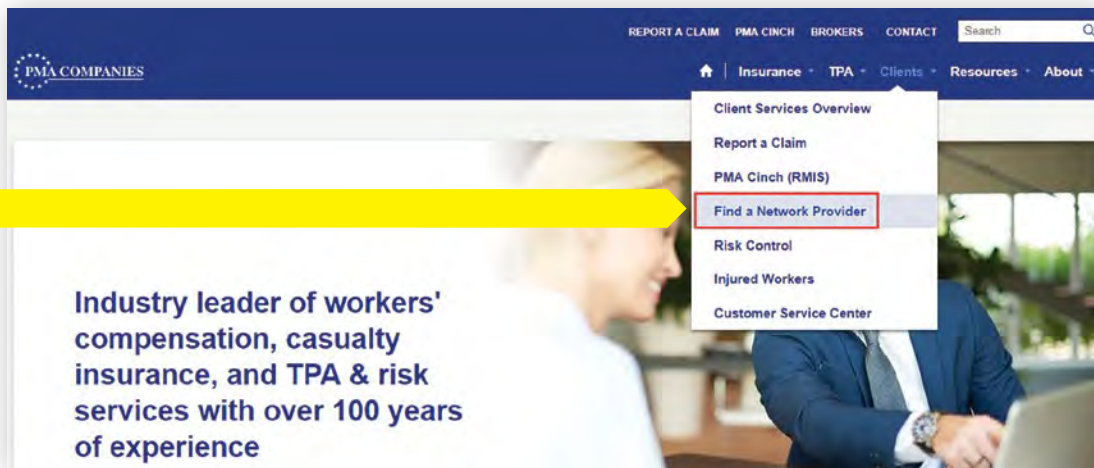 REPORT A CLAIM PMA CINCH BROKERS CONTACT Search
PMA COMPANIES
Insurance TPA Clients Resources About
Client Services Overview
Report a Claim
PMA Cinch (RMIS)
Find a Network Provider
Risk Control
Injured Workers
Customer Service Center
Industry leader of workers'
compensation, casualty
insurance, and TPA & risk
services with over 100 years
of experience